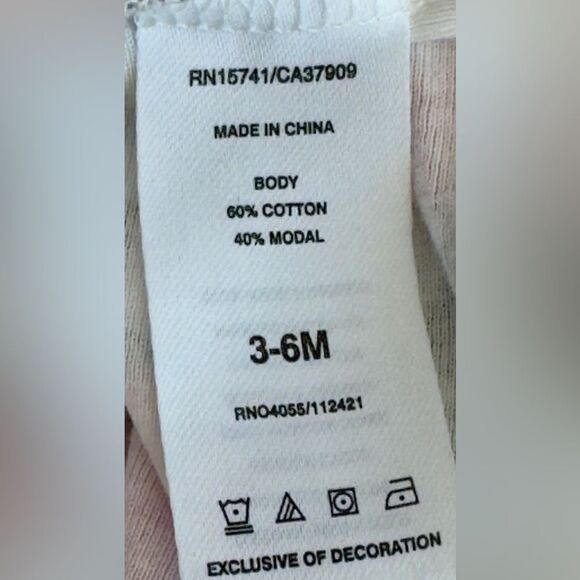 RN15741/CA37909
MADE IN CHINA
BODY
60% COTTON
40% MODAL
3-6M
RNO4055/112421
EXCLUSIVE OF DECORATION